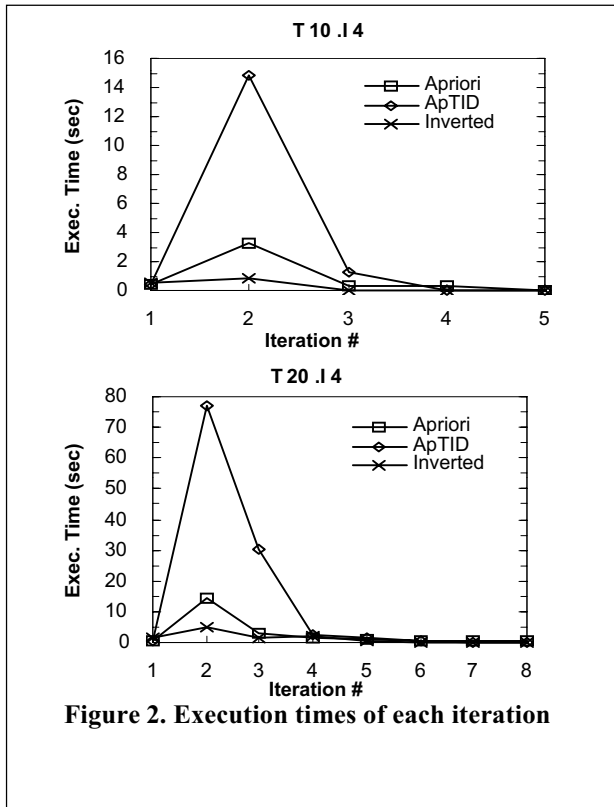 T 10 .I 4
16
14
12
10
8
6
4
2
0
Exec. Time (sec)
Apriori
ApTID
Inverted
1 2 3 4 5
Iteration #
T 20 .I 4
80
70
60
50
40
30
20
10
0
Exec. Time (sec)
Apriori
ApTID
Inverted
1 2 3 4 5 6 7 8
Iteration #
Figure 2. Execution times of each iteration